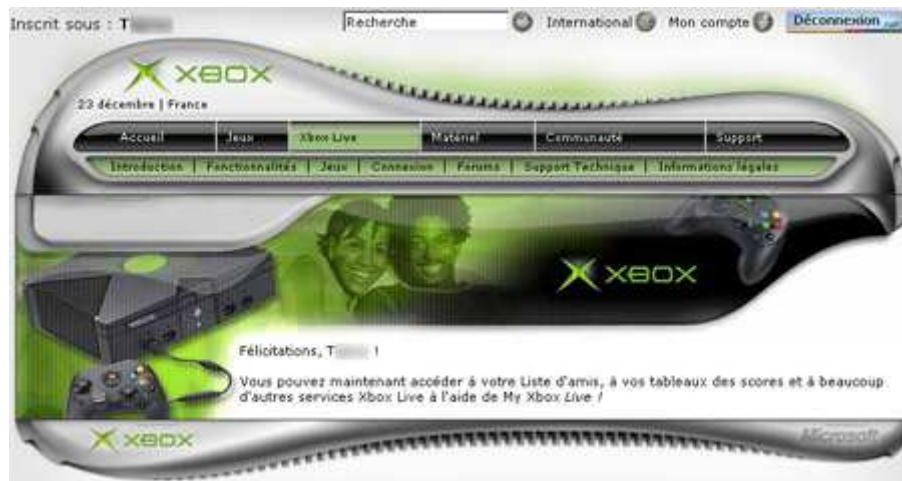 Inscrit sous : T
Recherche
International
Mon compte
Déconnexion .net
XBOX
23 décembre | France
Accueil
Jeux
Xbox Live
Matériel
Communauté
Support
Introduction | Fonctionnalités | Jeux | Connexion | Forums | Support Technique | Informations légales
XBOX
Félicitations, T !
Vous pouvez maintenant accéder à votre Liste d'amis, à vos tableaux des scores et à beaucoup
d'autres services Xbox Live à l'aide de My Xbox Live !
XBOX
Microsoft